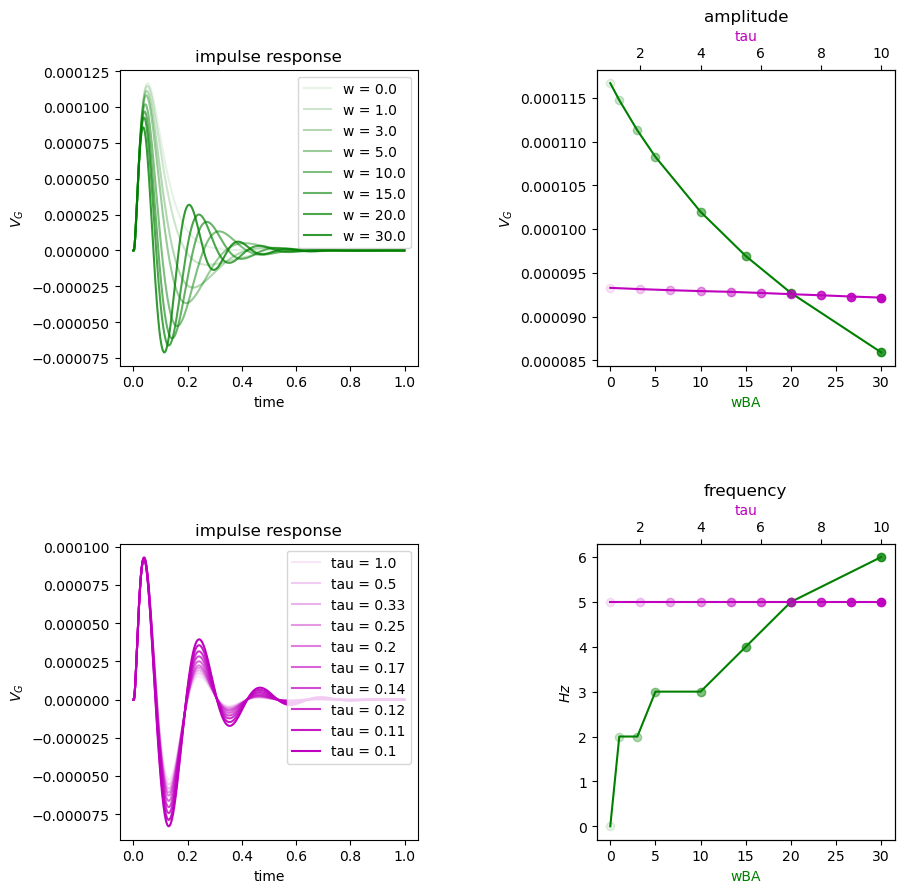 impulse response
0.000125
0.000100
0.000075
0.000050
0.000025
0.000000
−0.000025
−0.000050
−0.000075
V_G
w = 0.0
w = 1.0
w = 3.0
w = 5.0
w = 10.0
w = 15.0
w = 20.0
w = 30.0
0.0 0.2 0.4 0.6 0.8 1.0
time
amplitude
tau
2 4 6 8 10
0.000115
0.000110
0.000105
0.000100
0.000095
0.000090
0.000085
V_G
0 5 10 15 20 25 30
wBA
impulse response
0.000100
0.000075
0.000050
0.000025
0.000000
−0.000025
−0.000050
−0.000075
V_G
tau = 1.0
tau = 0.5
tau = 0.33
tau = 0.25
tau = 0.2
tau = 0.17
tau = 0.14
tau = 0.12
tau = 0.11
tau = 0.1
0.0 0.2 0.4 0.6 0.8 1.0
time
frequency
tau
2 4 6 8 10
6
5
4
3
2
1
0
Hz
0 5 10 15 20 25 30
wBA